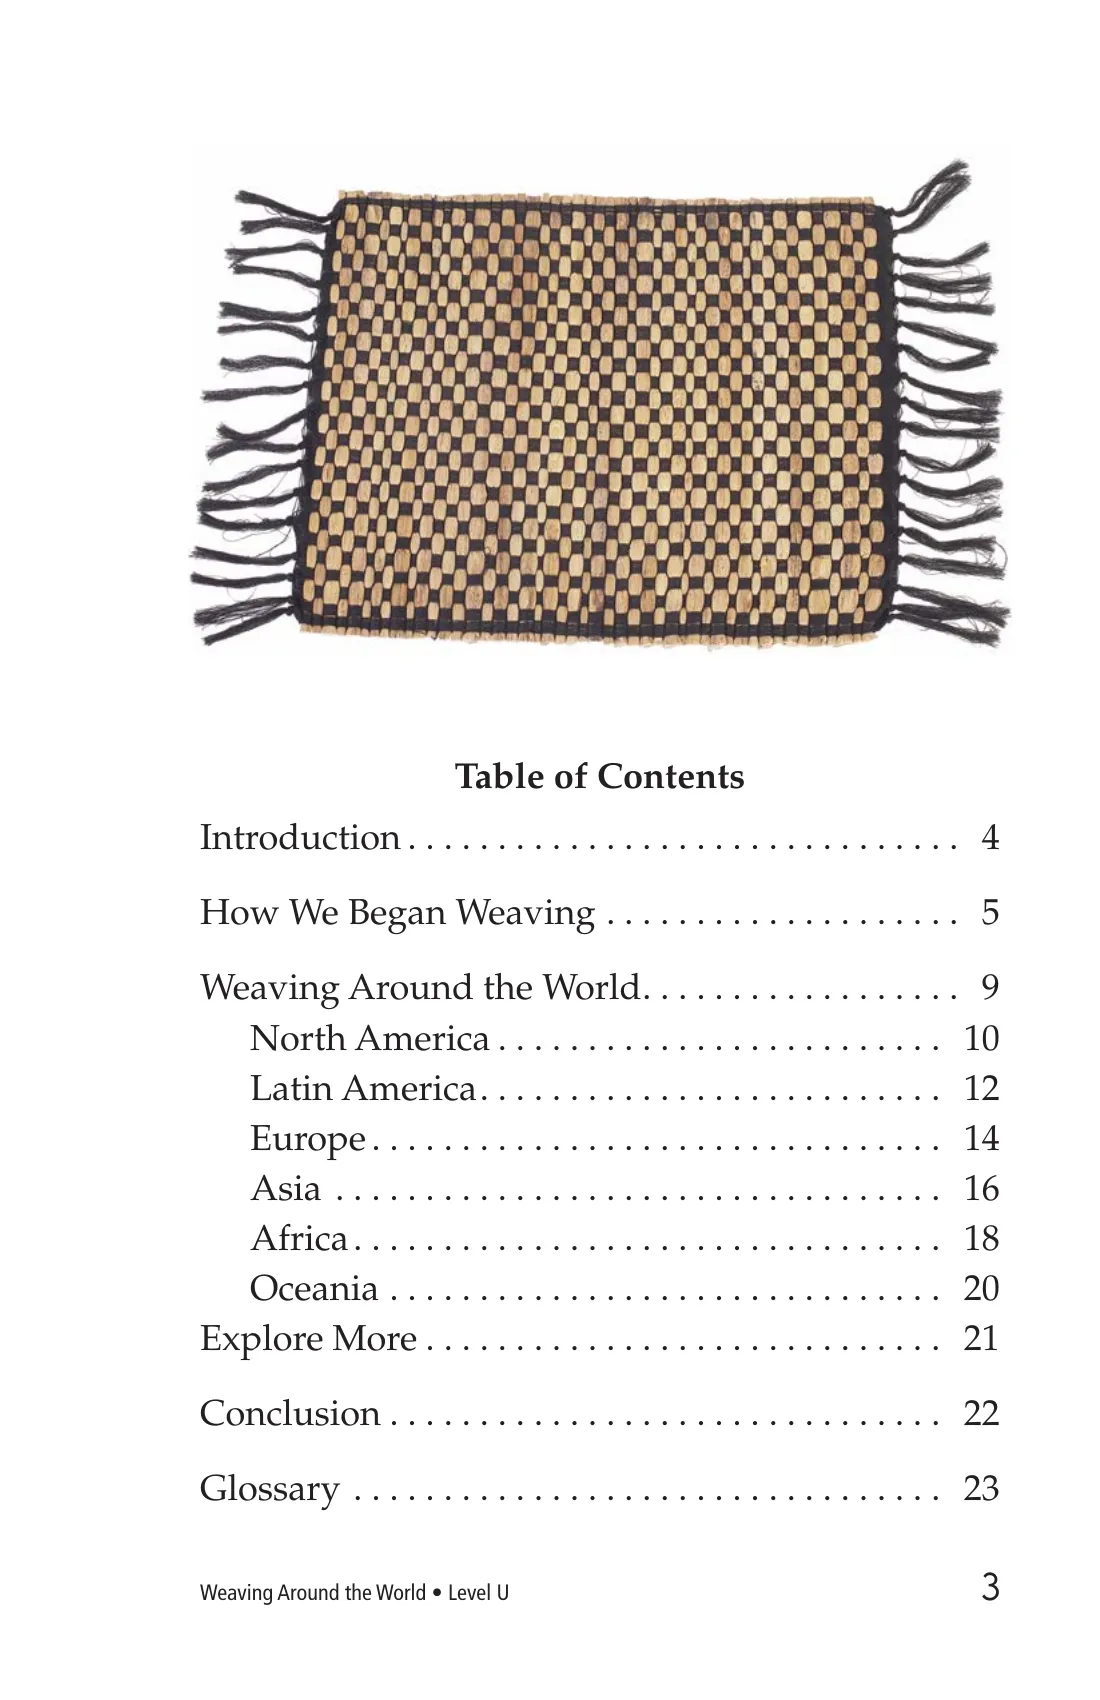 Table of Contents
Introduction . . . . . . . . . . . . . . . . . . . . . . . . . . . . . . . 4
How We Began Weaving . . . . . . . . . . . . . . . . . . . . 5
Weaving Around the World. . . . . . . . . . . . . . . . . . 9
North America . . . . . . . . . . . . . . . . . . . . . . . . . 10
Latin America. . . . . . . . . . . . . . . . . . . . . . . . . . 12
Europe . . . . . . . . . . . . . . . . . . . . . . . . . . . . . . . . 14
Asia . . . . . . . . . . . . . . . . . . . . . . . . . . . . . . . . . . 16
Africa . . . . . . . . . . . . . . . . . . . . . . . . . . . . . . . . . 18
Oceania . . . . . . . . . . . . . . . . . . . . . . . . . . . . . . . 20
Explore More . . . . . . . . . . . . . . . . . . . . . . . . . . . . . 21
Conclusion . . . . . . . . . . . . . . . . . . . . . . . . . . . . . . . 22
Glossary . . . . . . . . . . . . . . . . . . . . . . . . . . . . . . . . . 23
Weaving Around the World • Level U 3